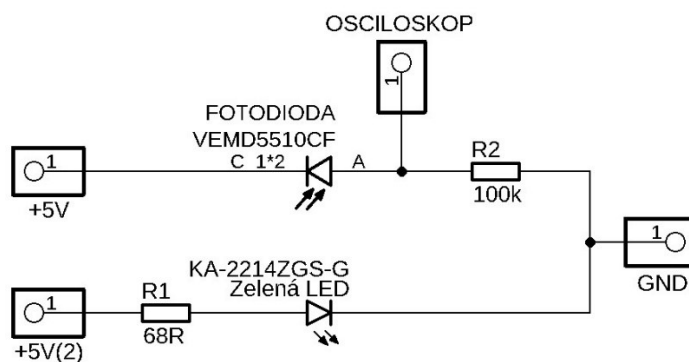 OSCILOSKOP
1
FOTODIODA
VEMD5510CF
C 1*2 A
R2
100k
1
+5V
1
GND
KA-2214ZGS-G
Zelená LED
R1
68R
1
+5V(2)